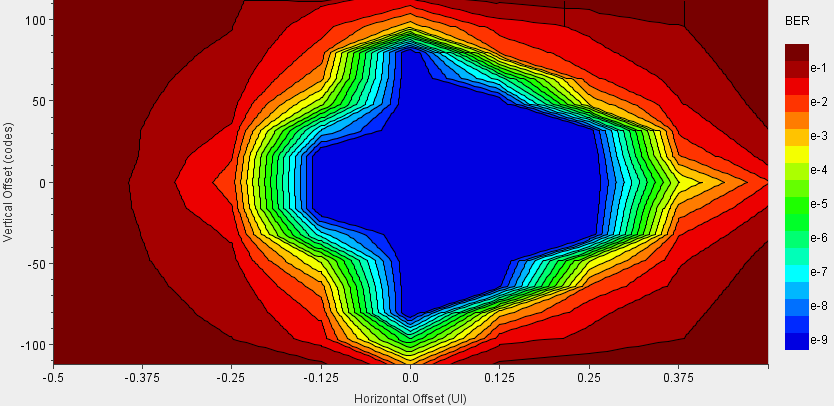 BER
100
50
0
-50
-100
Vertical Offset (codes)
e-1
e-2
e-3
e-4
e-5
e-6
e-7
e-8
e-9
-0.5 -0.375 -0.25 -0.125 0.0 0.125 0.25 0.375
Horizontal Offset (UI)